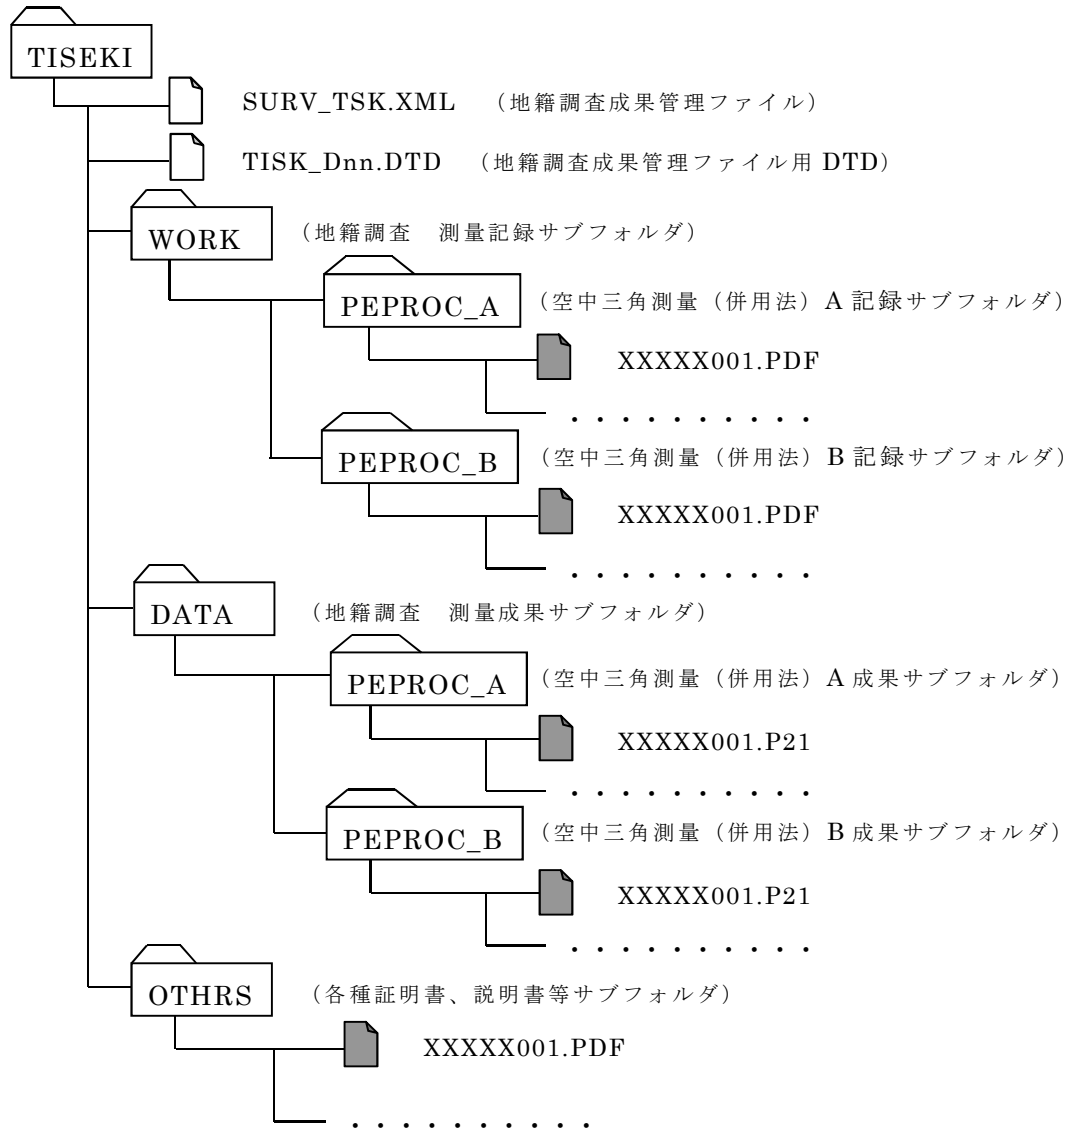 TISEKI
SURV_TSK.XML （地籍調査成果管理ファイル）
TISK_Dnn.DTD （地籍調査成果管理ファイル用 DTD）
WORK （地籍調査　測量記録サブフォルダ）
PEPROC_A （空中三角測量（併用法）A 記録サブフォルダ）
XXXXX001.PDF
・・・・・・・・・・
PEPROC_B （空中三角測量（併用法）B 記録サブフォルダ）
XXXXX001.PDF
・・・・・・・・・・
DATA （地籍調査　測量成果サブフォルダ）
PEPROC_A （空中三角測量（併用法）A 成果サブフォルダ）
XXXXX001.P21
・・・・・・・・・・
PEPROC_B （空中三角測量（併用法）B 成果サブフォルダ）
XXXXX001.P21
・・・・・・・・・・
OTHRS （各種証明書、説明書等サブフォルダ）
XXXXX001.PDF
・・・・・・・・・・